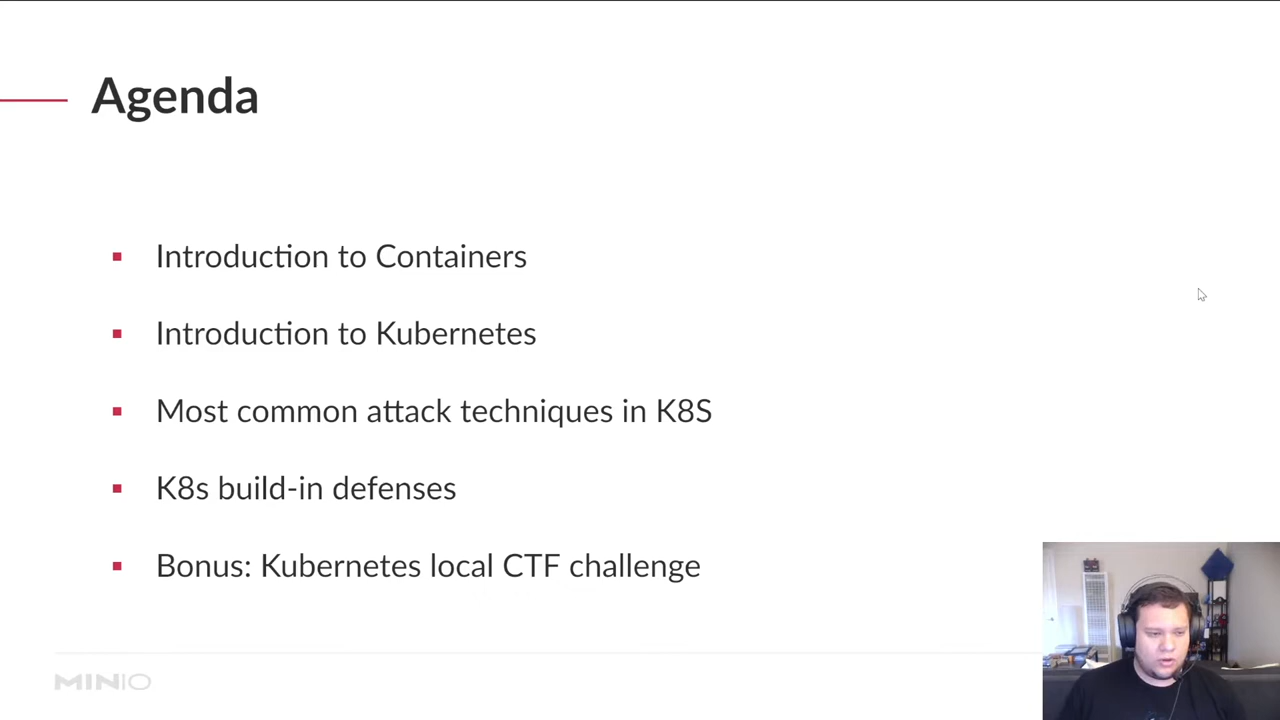 Agenda
Introduction to Containers
Introduction to Kubernetes
Most common attack techniques in K8S
K8s build-in defenses
Bonus: Kubernetes local CTF challenge
MINIO